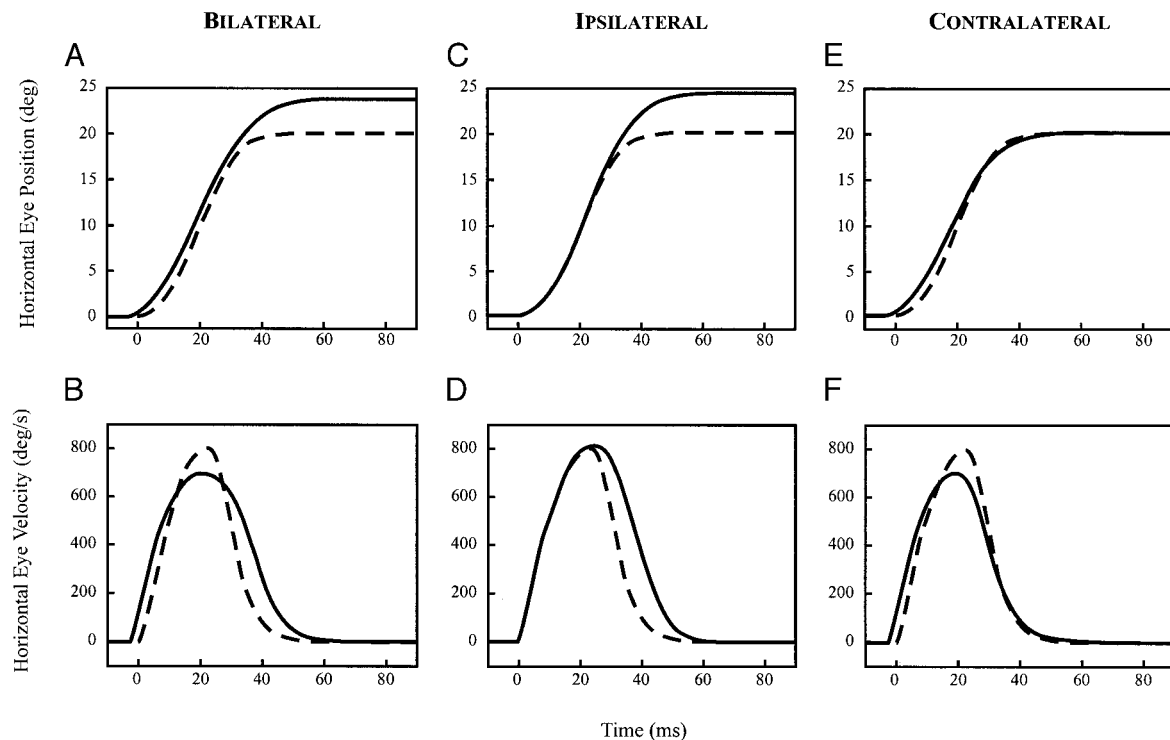 BILATERAL IPSILATERAL CONTRALATERAL
A C E
Horizontal Eye Position (deg)
25 25 25
20 20 20
15 15 15
10 10 10
5 5 5
0 0 0
0 20 40 60 80 0 20 40 60 80 0 20 40 60 80
B D F
Horizontal Eye Velocity (deg/s)
800 800 800
600 600 600
400 400 400
200 200 200
0 0 0
0 20 40 60 80 0 20 40 60 80 0 20 40 60 80
Time (ms)